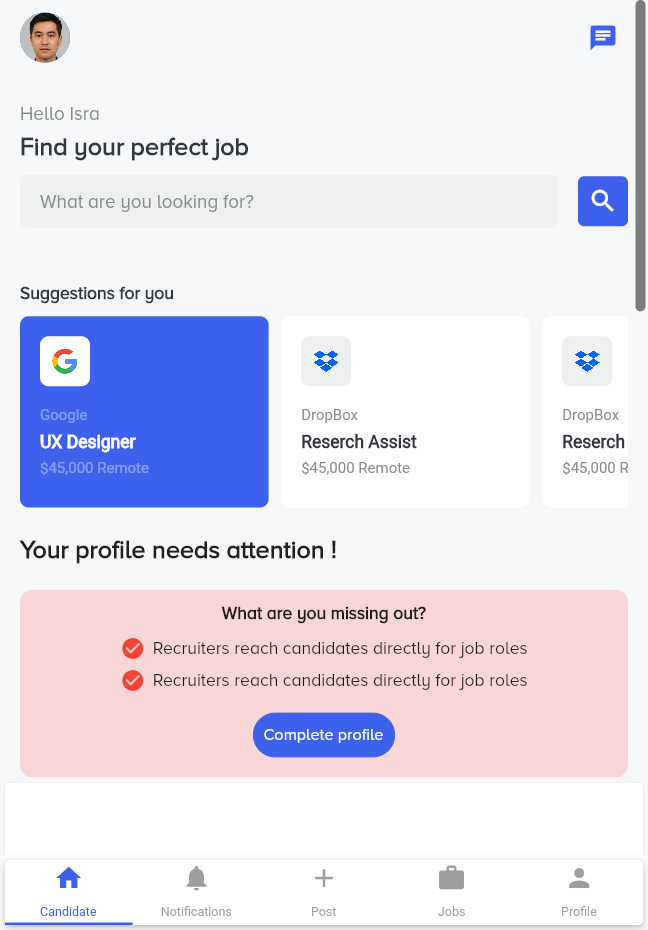 Hello Isra
Find your perfect job
What are you looking for?
Suggestions for you
Google
UX Designer
$45,000 Remote
DropBox
Reserch Assist
$45,000 Remote
DropBox
Reserch
$45,000 R
Your profile needs attention !
What are you missing out?
Recruiters reach candidates directly for job roles
Recruiters reach candidates directly for job roles
Complete profile
Candidate
Notifications
Post
Jobs
Profile